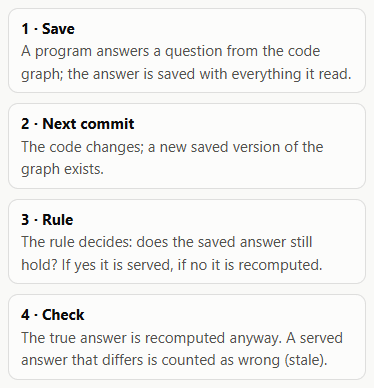 1 · Save
A program answers a question from the code
graph; the answer is saved with everything it read.
2 · Next commit
The code changes; a new saved version of the
graph exists.
3 · Rule
The rule decides: does the saved answer still
hold? If yes it is served, if no it is recomputed.
4 · Check
The true answer is recomputed anyway. A served
answer that differs is counted as wrong (stale).